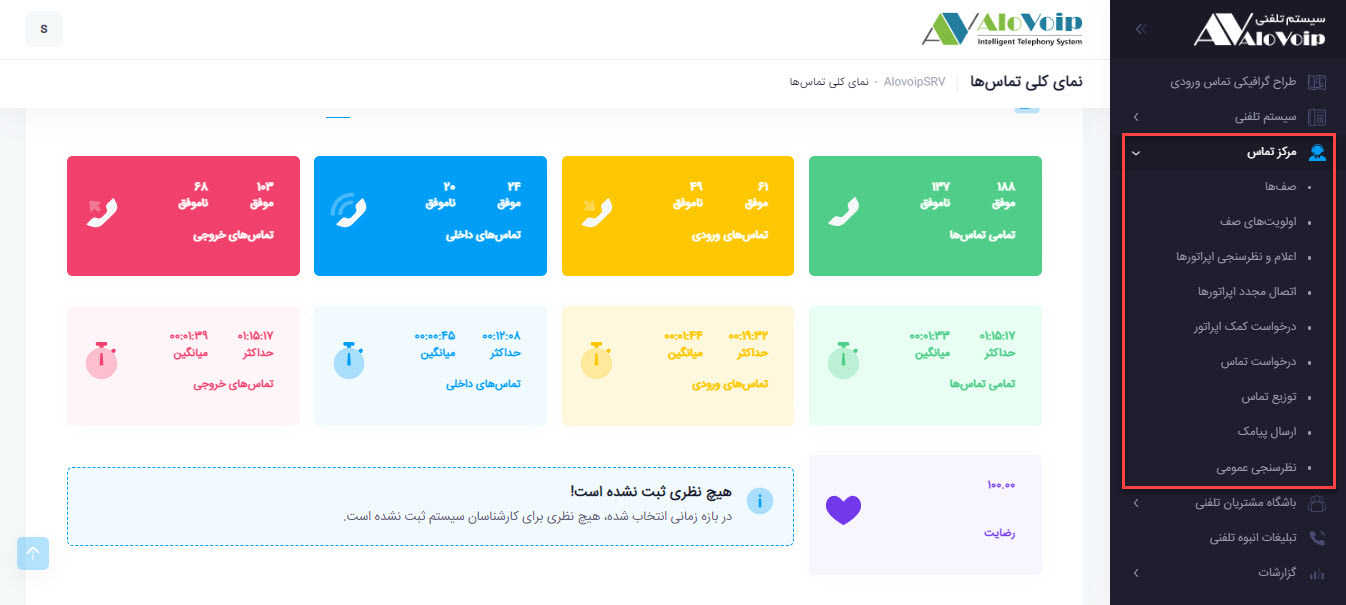 سیستم تلفنی
AloVoip
طراح گرافیکی تماس ورودی
سیستم تلفنی
مرکز تماس
صف‌ها
اولویت‌های صف
اعلام و نظرسنجی اپراتورها
اتصال مجدد اپراتورها
درخواست کمک اپراتور
درخواست تماس
توزیع تماس
ارسال پیامک
نظرسنجی عمومی
باشگاه مشتریان تلفنی
تبلیغات انبوه تلفنی
گزارشات
AloVoip
Intelligent Telephony System
S
نمای کلی تماس‌ها
AlovoipSRV - نمای کلی تماس‌ها
۱۸۸ ۱۳۷
موفق ناموفق
تمامی تماس‌ها
۶۱ ۴۹
موفق ناموفق
تماس‌های ورودی
۲۴ ۲۰
موفق ناموفق
تماس‌های داخلی
۱۰۳ ۶۸
موفق ناموفق
تماس‌های خروجی
۰۱:۱۵:۱۷ ۰۰:۰۱:۳۳
حداکثر میانگین
تمامی تماس‌ها
۰۰:۱۹:۳۲ ۰۰:۰۱:۴۴
حداکثر میانگین
تماس‌های ورودی
۰۰:۱۲:۰۸ ۰۰:۰۰:۴۵
حداکثر میانگین
تماس‌های داخلی
۰۱:۱۵:۱۷ ۰۰:۰۱:۳۹
حداکثر میانگین
تماس‌های خروجی
۱۰۰.۰۰
رضایت
هیچ نظری ثبت نشده است!
در بازه زمانی انتخاب شده، هیچ نظری برای کارشناسان سیستم ثبت نشده است.